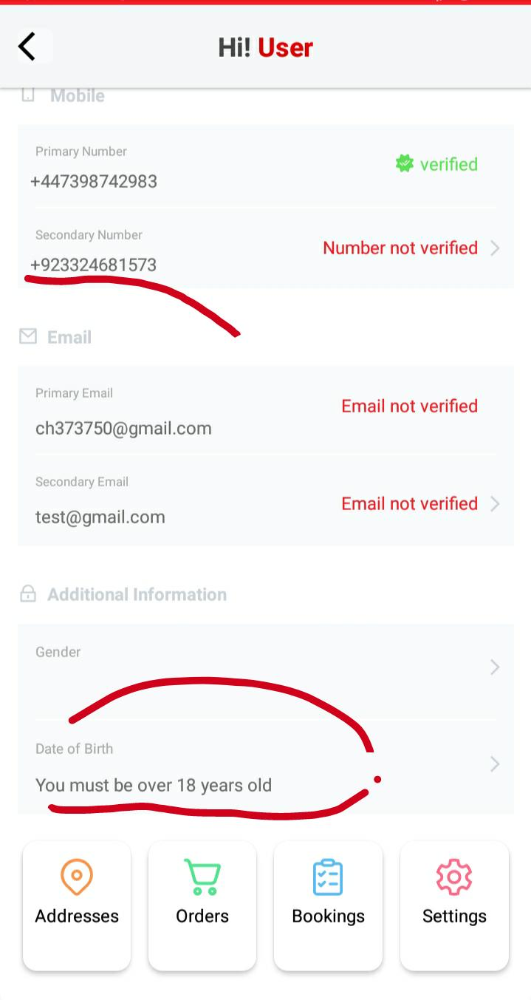 Hi! User
Mobile
Primary Number
+447398742983
verified
Secondary Number
+923324681573
Number not verified
Email
Primary Email
ch373750@gmail.com
Email not verified
Secondary Email
test@gmail.com
Email not verified
Additional Information
Gender
Date of Birth
You must be over 18 years old
Addresses
Orders
Bookings
Settings